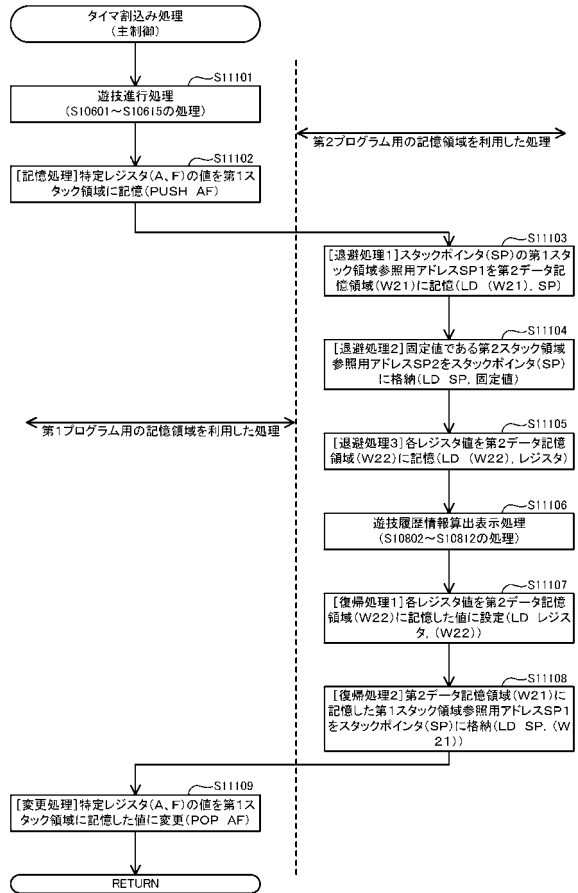 タイマ割込み処理
(主制御)
S11101
遊技進行処理
(S10601～S10615の処理)
第2プログラム用の記憶領域を利用した処理
S11102
[記憶処理]特定レジスタ(A、F)の値を第1ス
タック領域に記憶(PUSH AF)
S11103
[退避処理1]スタックポインタ(SP)の第1ス
タック領域参照用アドレスSP1を第2データ記
憶領域(W21)に記憶(LD (W21), SP)
S11104
[退避処理2]固定値である第2スタック領域
参照用アドレスSP2をスタックポインタ(SP)
に格納(LD SP, 固定値)
第1プログラム用の記憶領域を利用した処理
S11105
[退避処理3]各レジスタ値を第2データ記憶
領域(W22)に記憶(LD (W22), レジスタ)
S11106
遊技履歴情報算出表示処理
(S10802～S10812の処理)
S11107
[復帰処理1]各レジスタ値を第2データ記憶
領域(W22)に記憶した値に設定(LD レジス
タ, (W22))
S11108
[復帰処理2]第2データ記憶領域(W21)に
記憶した第1スタック領域参照用アドレスSP1
をスタックポインタ(SP)に格納(LD SP, (W
21))
S11109
[変更処理]特定レジスタ(A、F)の値を第1ス
タック領域に記憶した値に変更(POP AF)
RETURN